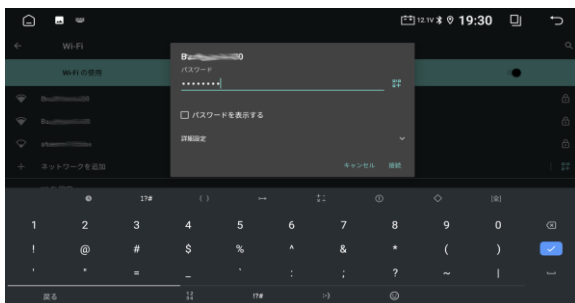 12.1V 19:30
Wi-Fi
Wi-Fi の使用
パスワード
••••••••
パスワードを表示する
詳細設定
キャンセル 接続
ネットワークを追加
1?# ( )
1 2 3 4 5 6 7 8 9 0
! @ # $ % ^ & * ( )
' " = _ ` : ; ? ~ |
戻る 12 34 !?# :-)